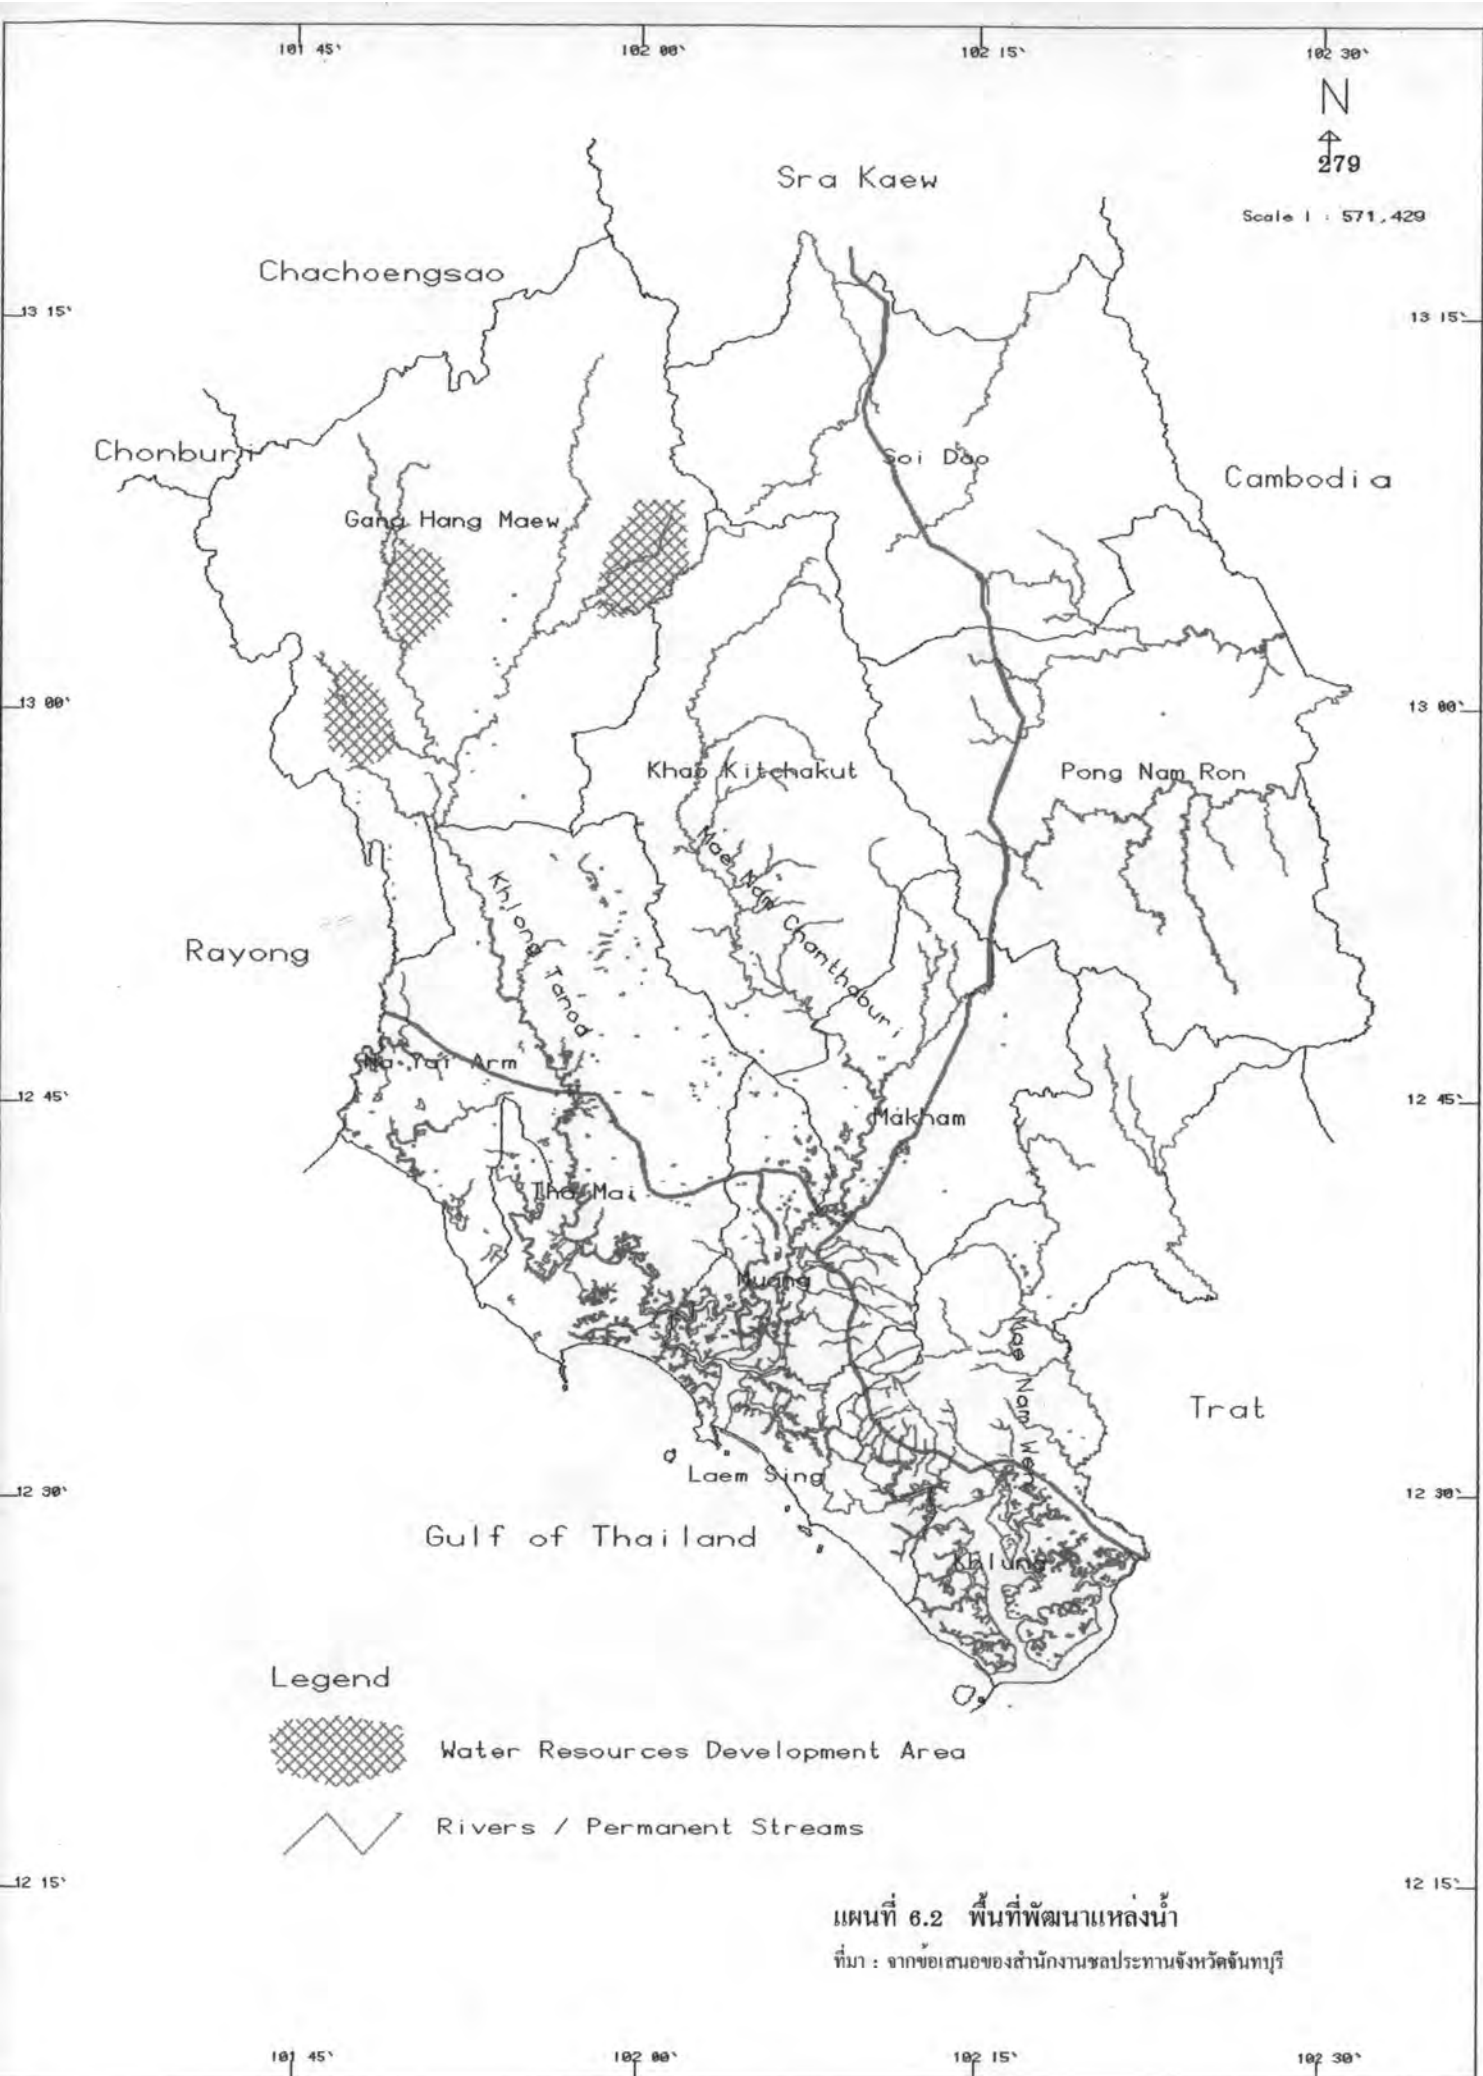 101 45' 102 00' 102 15' 102 30'
N
279
Scale 1 : 571,429
Sra Kaew
Chachoengsao
13 15' 13 15'
Chonburi
Soi Dao
Cambodia
Gang Hang Maew
13 00' 13 00'
Khao Kitchakut
Pong Nam Ron
Mae Nam Chanthaburi
Khlong Tanod
Rayong
Na Yai Arm
12 45' 12 45'
Makham
Tha Mai
Muang
Mae Nam Wen
Trat
Laem Sing
12 30' 12 30'
Gulf of Thailand
Khlung
Legend
Water Resources Development Area
Rivers / Permanent Streams
12 15' 12 15'
แผนที่ 6.2 พื้นที่พัฒนาแหล่งน้ำ
ที่มา : จากข้อเสนอของสำนักงานชลประทานจังหวัดจันทบุรี
101 45' 102 00' 102 15' 102 30'